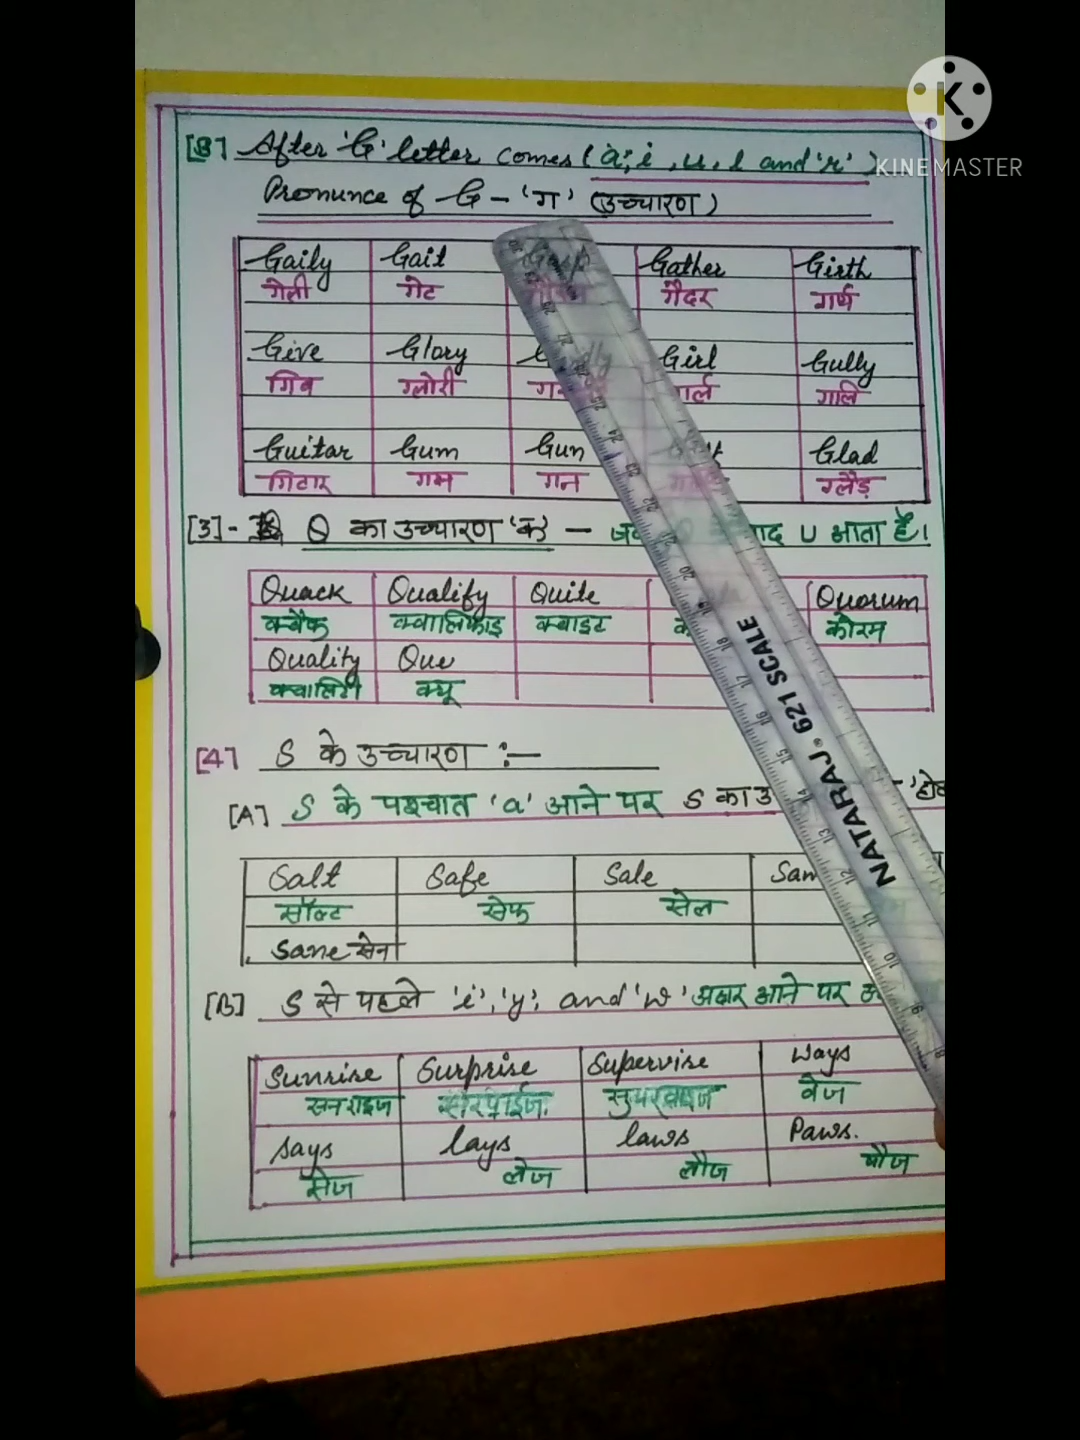 [B] After 'G' letter comes ('a', i, u, l and 'r')
KINEMASTER
Pronunce of G - 'ग' (उच्चारण)
Gaily Gait Gasp Gather Girth
गेली गेट गैदर गार्थ
Give Glory Girl Gully
गिव ग्लोरी गर्ल गलि
Guitar Gum Gun Glad
गिटार गम गन ग्लैड
[3] - Q का उच्चारण 'क' - U आता है।
Quack Qualify Quite Quorum
क्वैक क्वालिफाइ क्वाइट कोरम
Quality Que
क्वालिटी क्यू
[4] S के उच्चारण :-
[A] S के पश्चात 'a' आने पर S का
Salt Safe Sale
सॉल्ट सेफ सेल
Sane सेन
[B] S से पहले 'i', 'y', and 'w' अक्षर आने पर
Sunrise Surprise Supervise Ways
सनराइज सरप्राईज सुपरवाइज वेज
Says lays laws Paws.
सेज लेज लौज पौज
NATARAJ® 621 SCALE